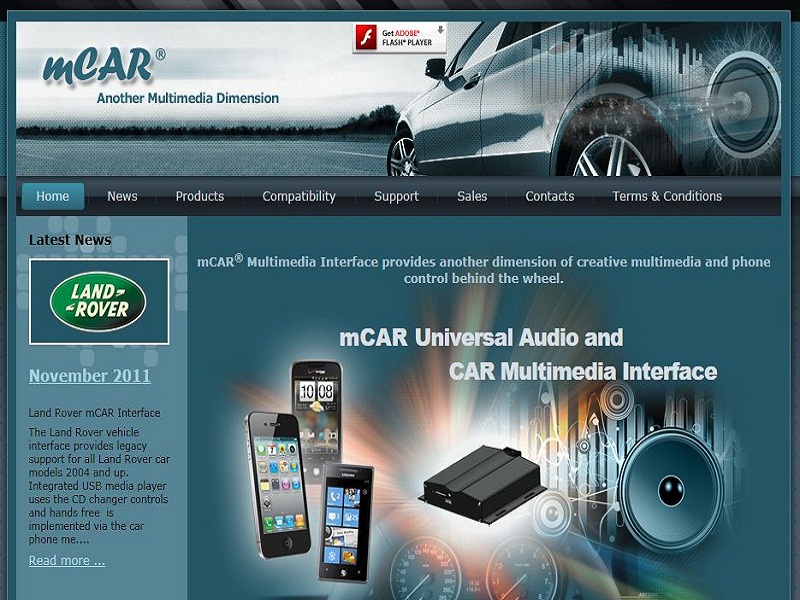 Get ADOBE®
FLASH® PLAYER
mCAR®
Another Multimedia Dimension
Home News Products Compatibility Support Sales Contacts Terms & Conditions
Latest News
LAND-
-ROVER
November 2011
Land Rover mCAR Interface
The Land Rover vehicle
interface provides legacy
support for all Land Rover car
models 2004 and up.
Integrated USB media player
uses the CD changer controls
and hands free is
implemented via the car
phone me....
Read more ...
mCAR® Multimedia Interface provides another dimension of creative multimedia and phone
control behind the wheel.
mCAR Universal Audio and
CAR Multimedia Interface
verizon
10 08
SAMSUNG